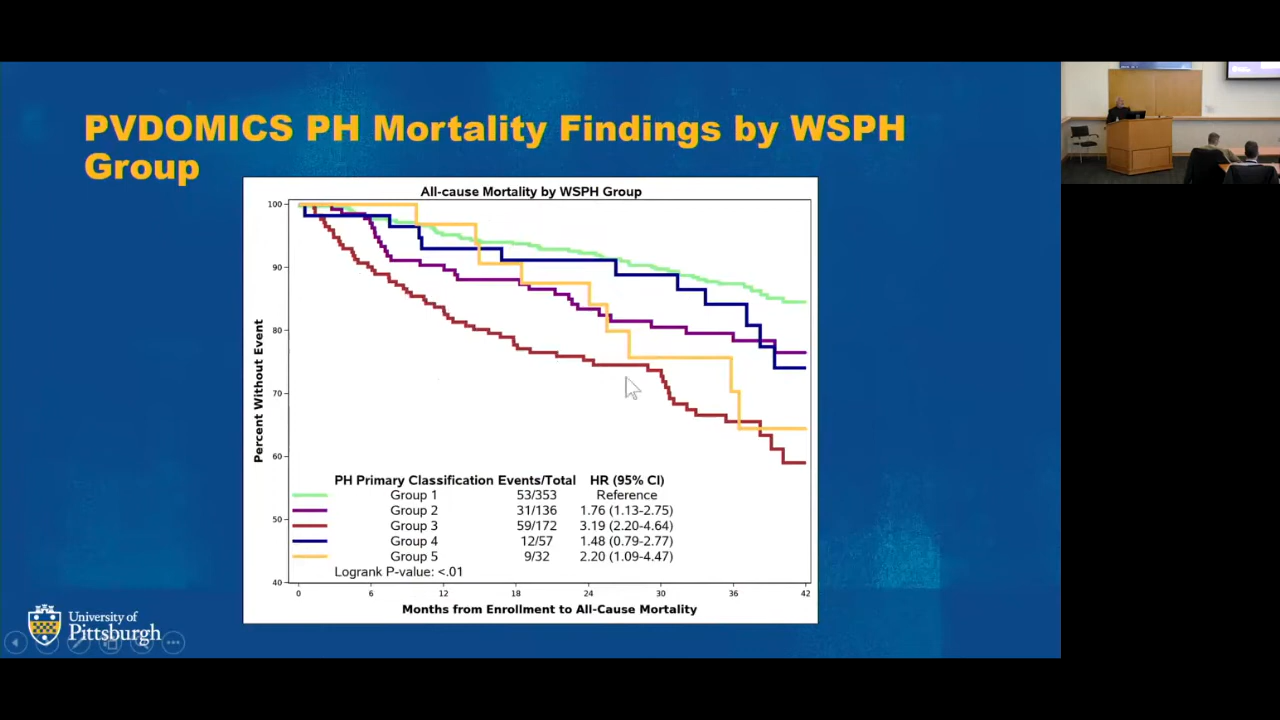 PVDOMICS PH Mortality Findings by WSPH
Group
All-cause Mortality by WSPH Group
100
90
80
70
60
50
40
Percent Without Event
PH Primary Classification Events/Total HR (95% CI)
Group 1 53/353 Reference
Group 2 31/136 1.76 (1.13-2.75)
Group 3 59/172 3.19 (2.20-4.64)
Group 4 12/57 1.48 (0.79-2.77)
Group 5 9/32 2.20 (1.09-4.47)
Logrank P-value: <.01
0 6 12 18 24 30 36 42
Months from Enrollment to All-Cause Mortality
University of
Pittsburgh